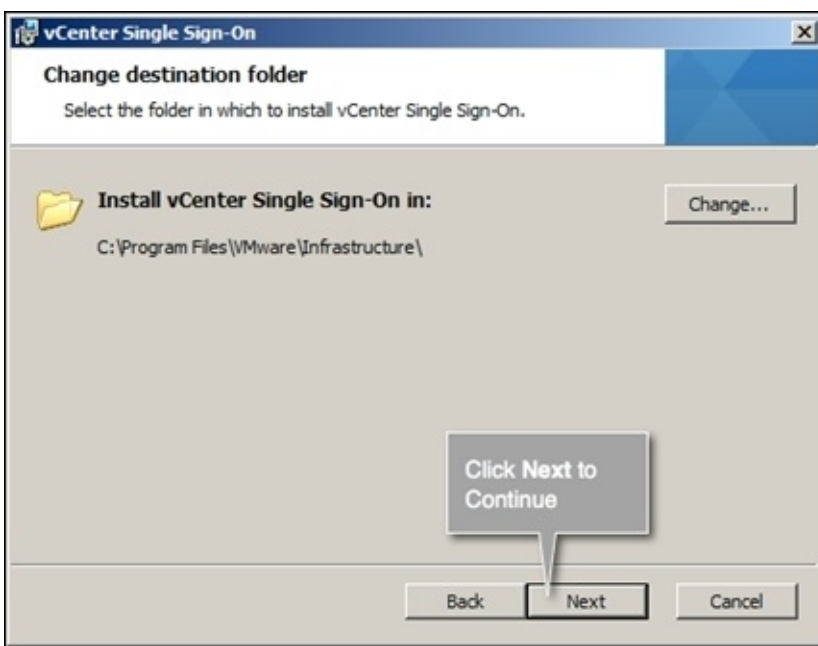 vCenter Single Sign-On
Change destination folder
Select the folder in which to install vCenter Single Sign-On.
Install vCenter Single Sign-On in:
Change...
C:\Program Files\VMware\Infrastructure\
Click Next to
Continue
Back
Next
Cancel